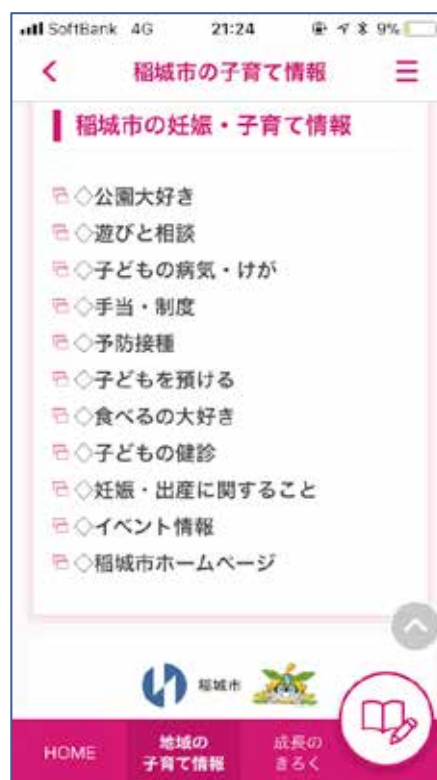 SoftBank 4G 21:24 9%
稲城市の子育て情報
稲城市の妊娠・子育て情報
◇公園大好き
◇遊びと相談
◇子どもの病気・けが
◇手当・制度
◇予防接種
◇子どもを預ける
◇食べるの大好き
◇子どもの健診
◇妊娠・出産に関すること
◇イベント情報
◇稲城市ホームページ
稲城市
HOME
地域の
子育て情報
成長の
きろく